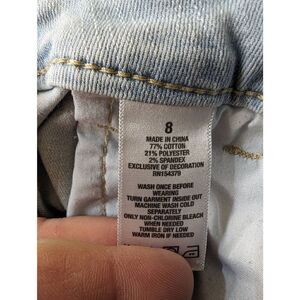 8
MADE IN CHINA
77% COTTON
21% POLYESTER
2% SPANDEX
EXCLUSIVE OF DECORATION
RN154379
WASH ONCE BEFORE
WEARING
TURN GARMENT INSIDE OUT
MACHINE WASH COLD
SEPARATELY
ONLY NON-CHLORINE BLEACH
WHEN NEEDED
TUMBLE DRY LOW
WARM IRON IF NEEDED